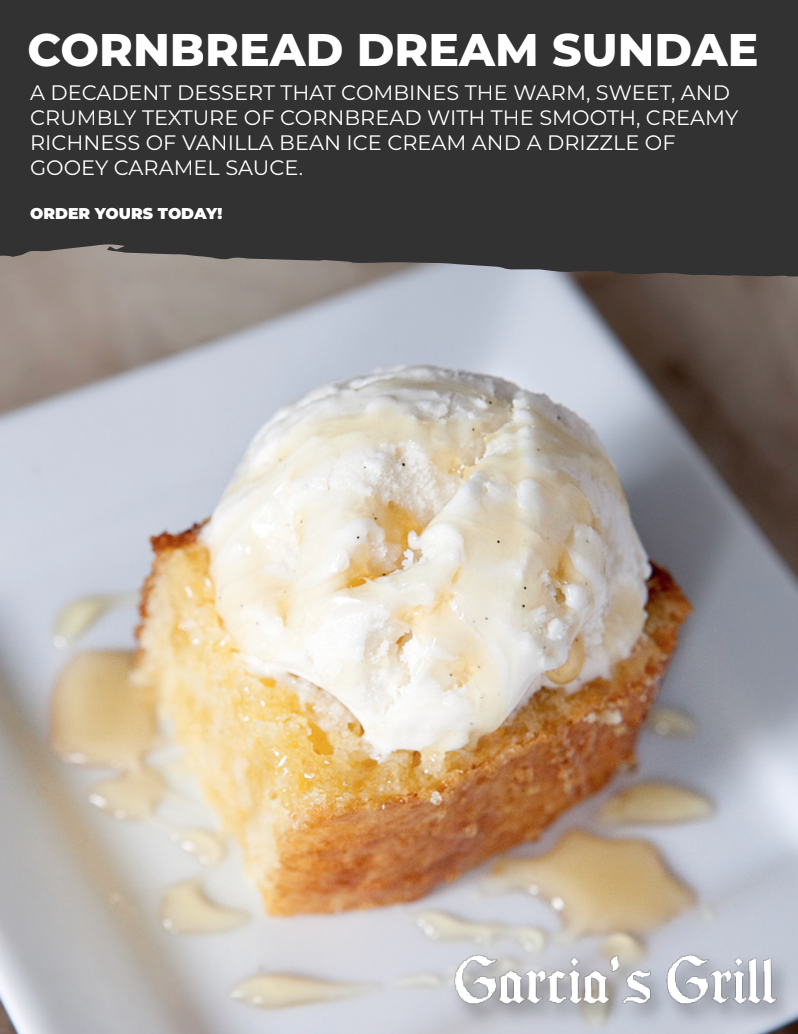 CORNBREAD DREAM SUNDAE
A DECADENT DESSERT THAT COMBINES THE WARM, SWEET, AND
CRUMBLY TEXTURE OF CORNBREAD WITH THE SMOOTH, CREAMY
RICHNESS OF VANILLA BEAN ICE CREAM AND A DRIZZLE OF
GOOEY CARAMEL SAUCE.
ORDER YOURS TODAY!
Garcia's Grill